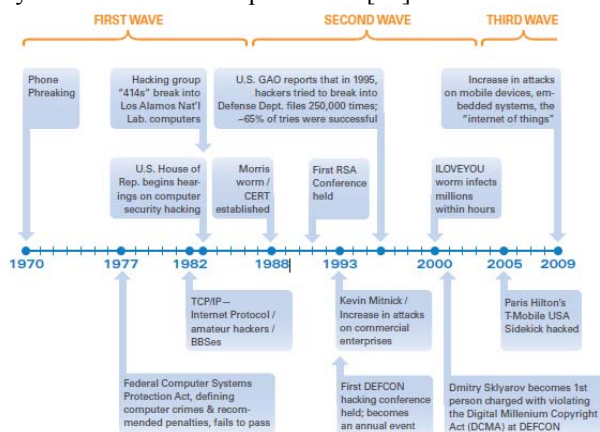 FIRST WAVE
SECOND WAVE
THIRD WAVE
Phone
Phreaking
Hacking group
"414s" break into
Los Alamos Nat'l
Lab. computers
U.S. GAO reports that in 1995,
hackers tried to break into
Defense Dept. files 250,000 times;
~65% of tries were successful
Increase in attacks
on mobile devices, em-
bedded systems, the
"internet of things"
U.S. House of
Rep. begins hear-
ings on computer
security hacking
Morris
worm /
CERT
established
First RSA
Conference
held
ILOVEYOU
worm infects
millions
within hours
1970
1977
1982
1988
1993
2000
2005
2009
TCP/IP—
Internet Protocol /
amateur hackers /
BBSes
Kevin Mitnick /
Increase in attacks
on commercial
enterprises
Paris Hilton's
T-Mobile USA
Sidekick hacked
Federal Computer Systems
Protection Act, defining
computer crimes & recom-
mended penalties, fails to pass
First DEFCON
hacking conference
held; becomes
an annual event
Dmitry Sklyarov becomes 1st
person charged with violating
the Digital Millenium Copyright
Act (DCMA) at DEFCON